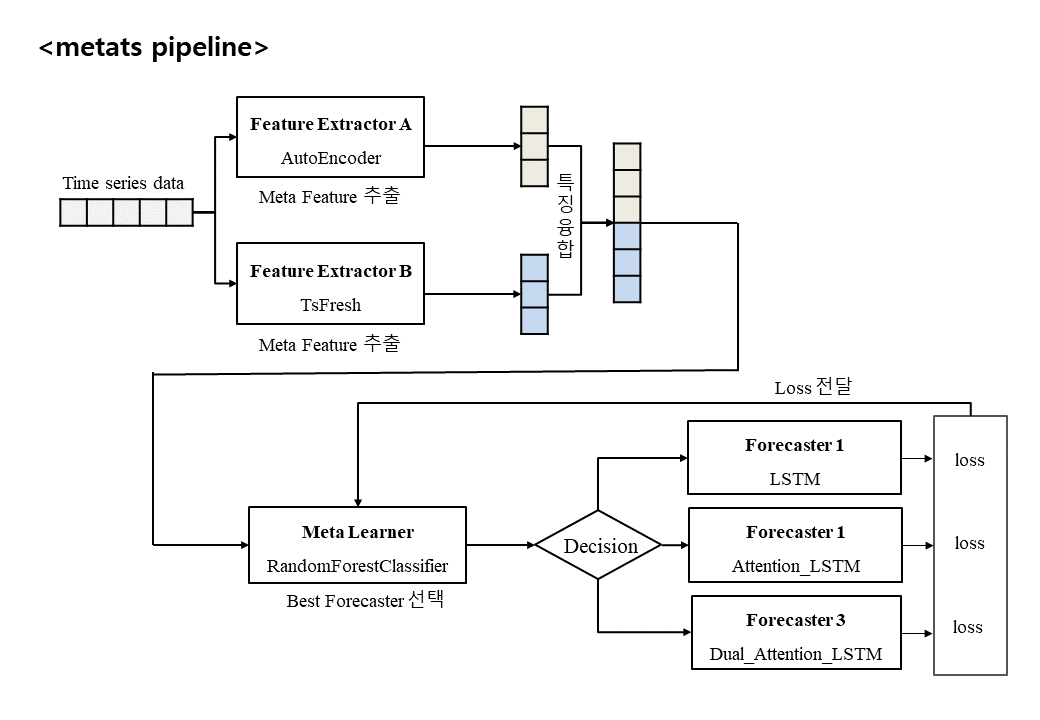 <metats pipeline>
Feature Extractor A
AutoEncoder
Meta Feature 추출
Time series data
Feature Extractor B
TsFresh
Meta Feature 추출
특징융합
Loss 전달
Meta Learner
RandomForestClassifier
Best Forecaster 선택
Decision
Forecaster 1
LSTM
Forecaster 1
Attention_LSTM
Forecaster 3
Dual_Attention_LSTM
loss
loss
loss